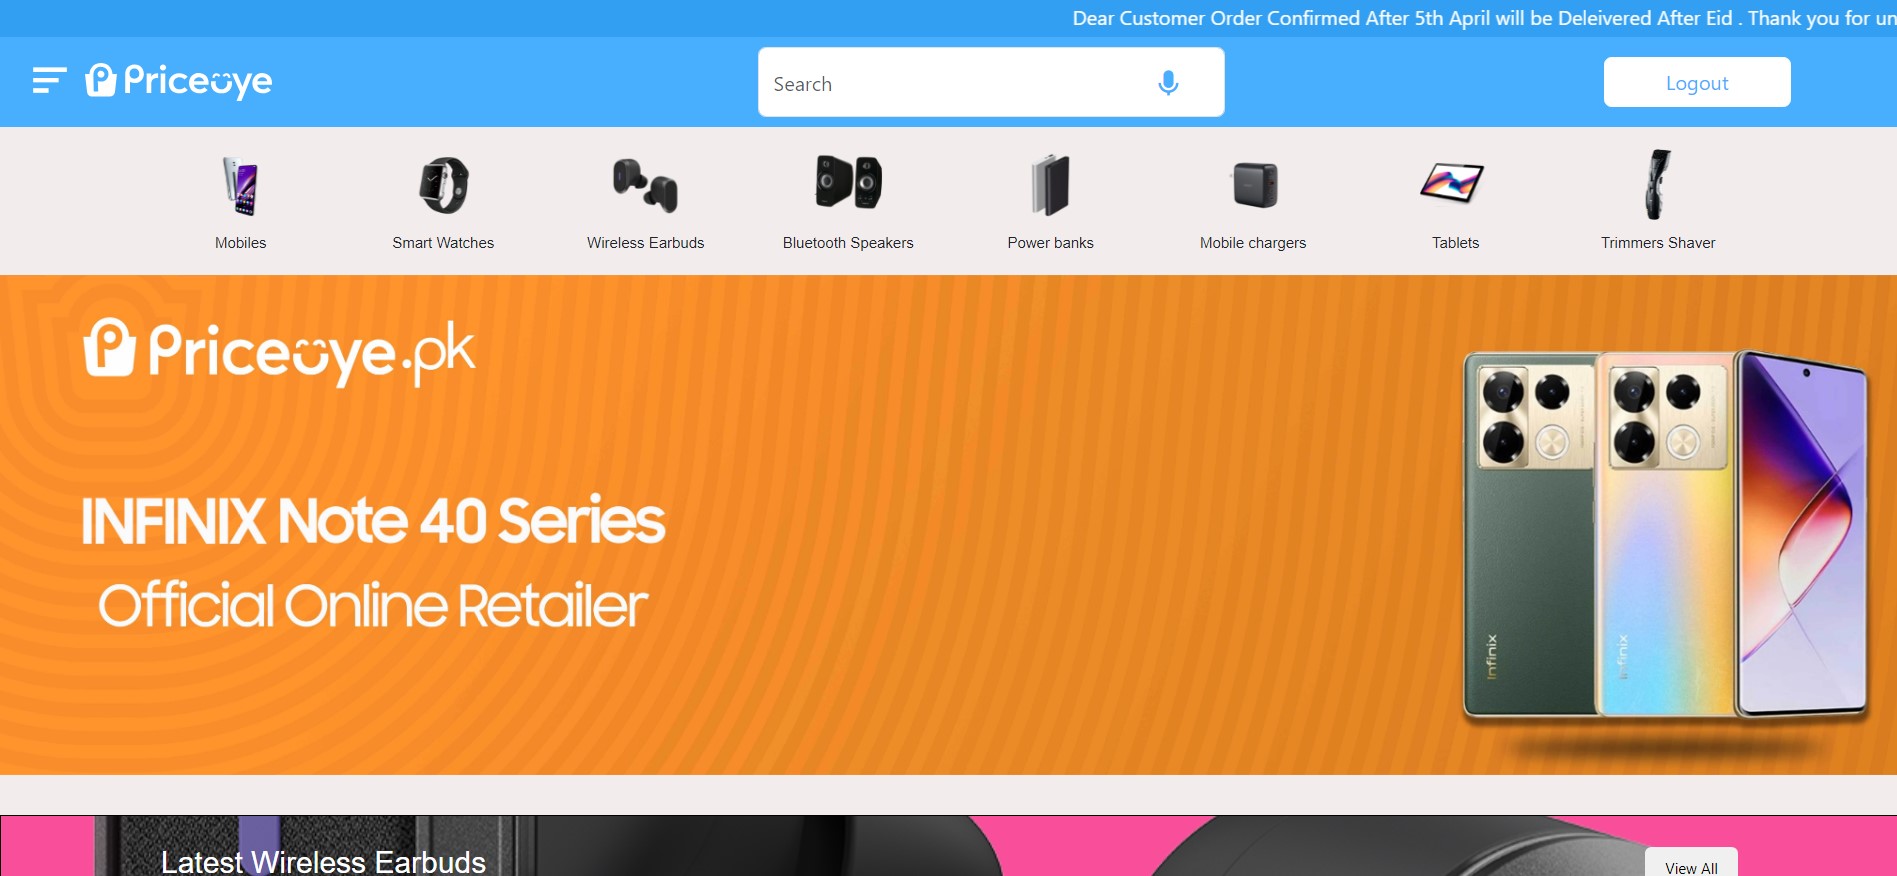 Dear Customer Order Confirmed After 5th April will be Deleivered After Eid . Thank you for un
Priceoye
Search
Logout
Mobiles
Smart Watches
Wireless Earbuds
Bluetooth Speakers
Power banks
Mobile chargers
Tablets
Trimmers Shaver
Priceoye.pk
INFINIX Note 40 Series
Official Online Retailer
Infinix
Infinix
Latest Wireless Earbuds
View All